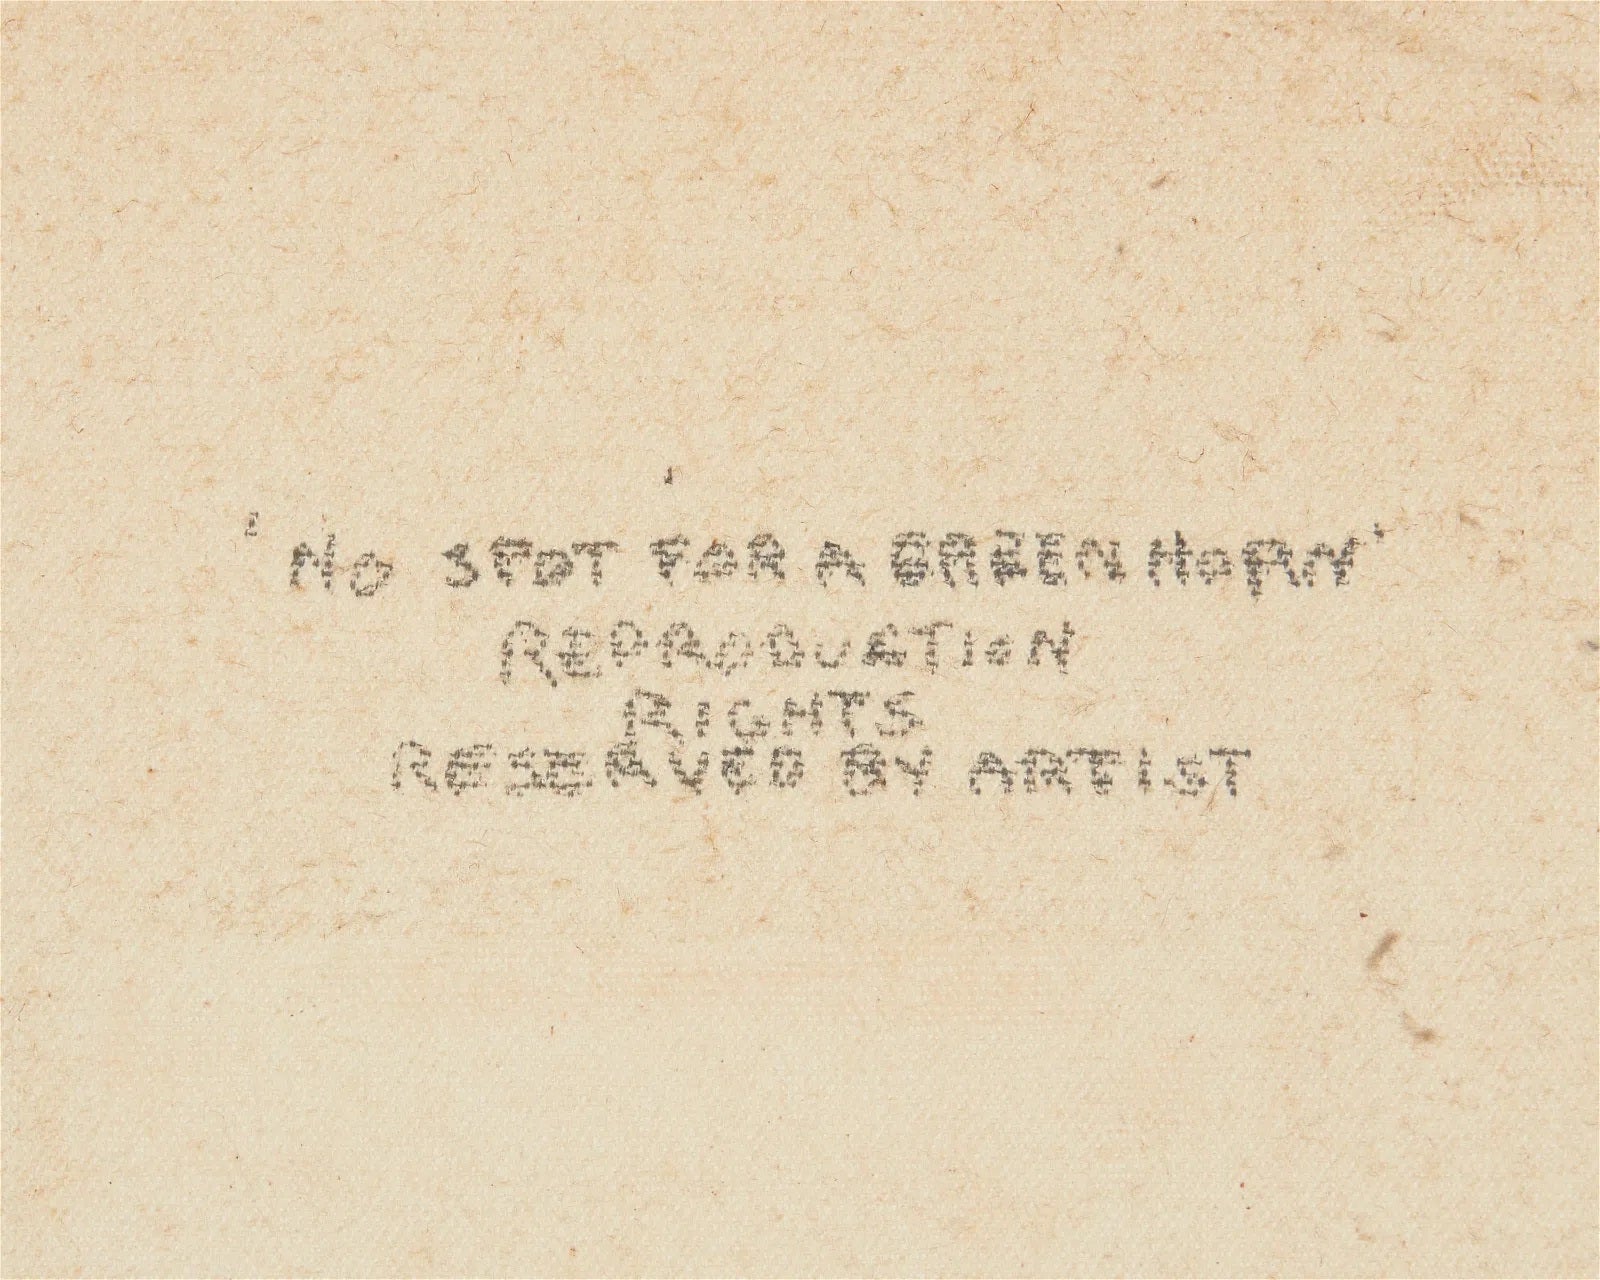 "No SPOT FOR A GREEN HORN"
REPRODUCTION
RIGHTS
RESERVED BY ARTIST